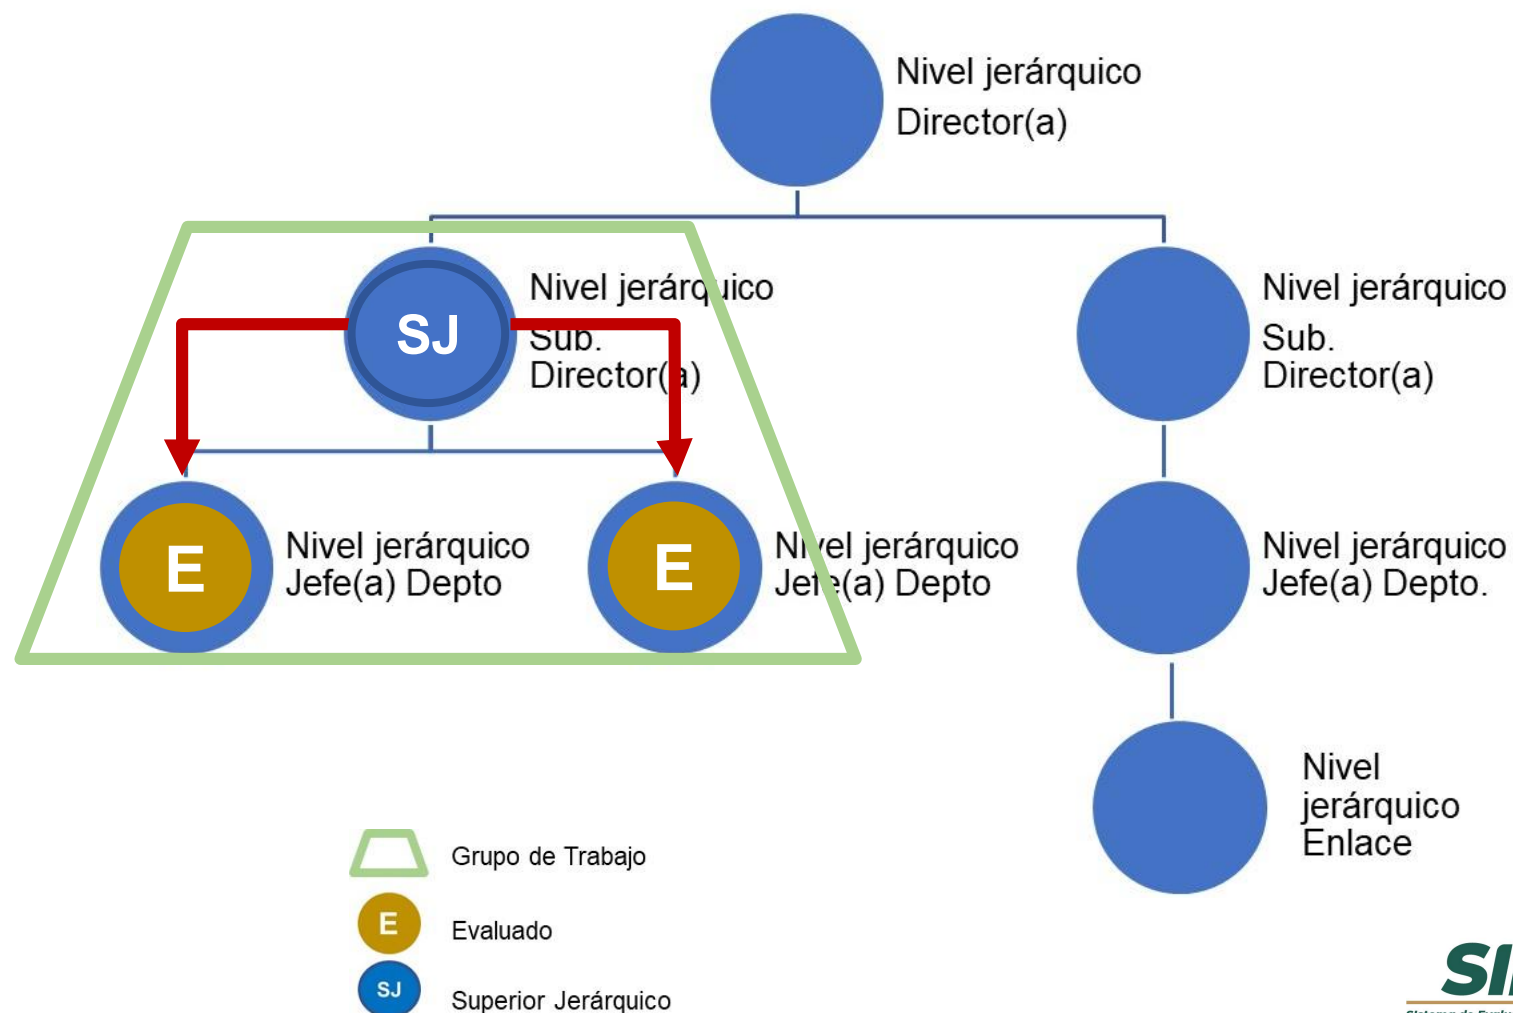 Nivel jerárquico
Director(a)
SJ
Nivel jerárquico
Sub.
Director(a)
Nivel jerárquico
Sub.
Director(a)
E
Nivel jerárquico
Jefe(a) Depto
E
Nivel jerárquico
Jefe(a) Depto
Nivel jerárquico
Jefe(a) Depto.
Nivel
jerárquico
Enlace
Grupo de Trabajo
E
Evaluado
SJ
Superior Jerárquico